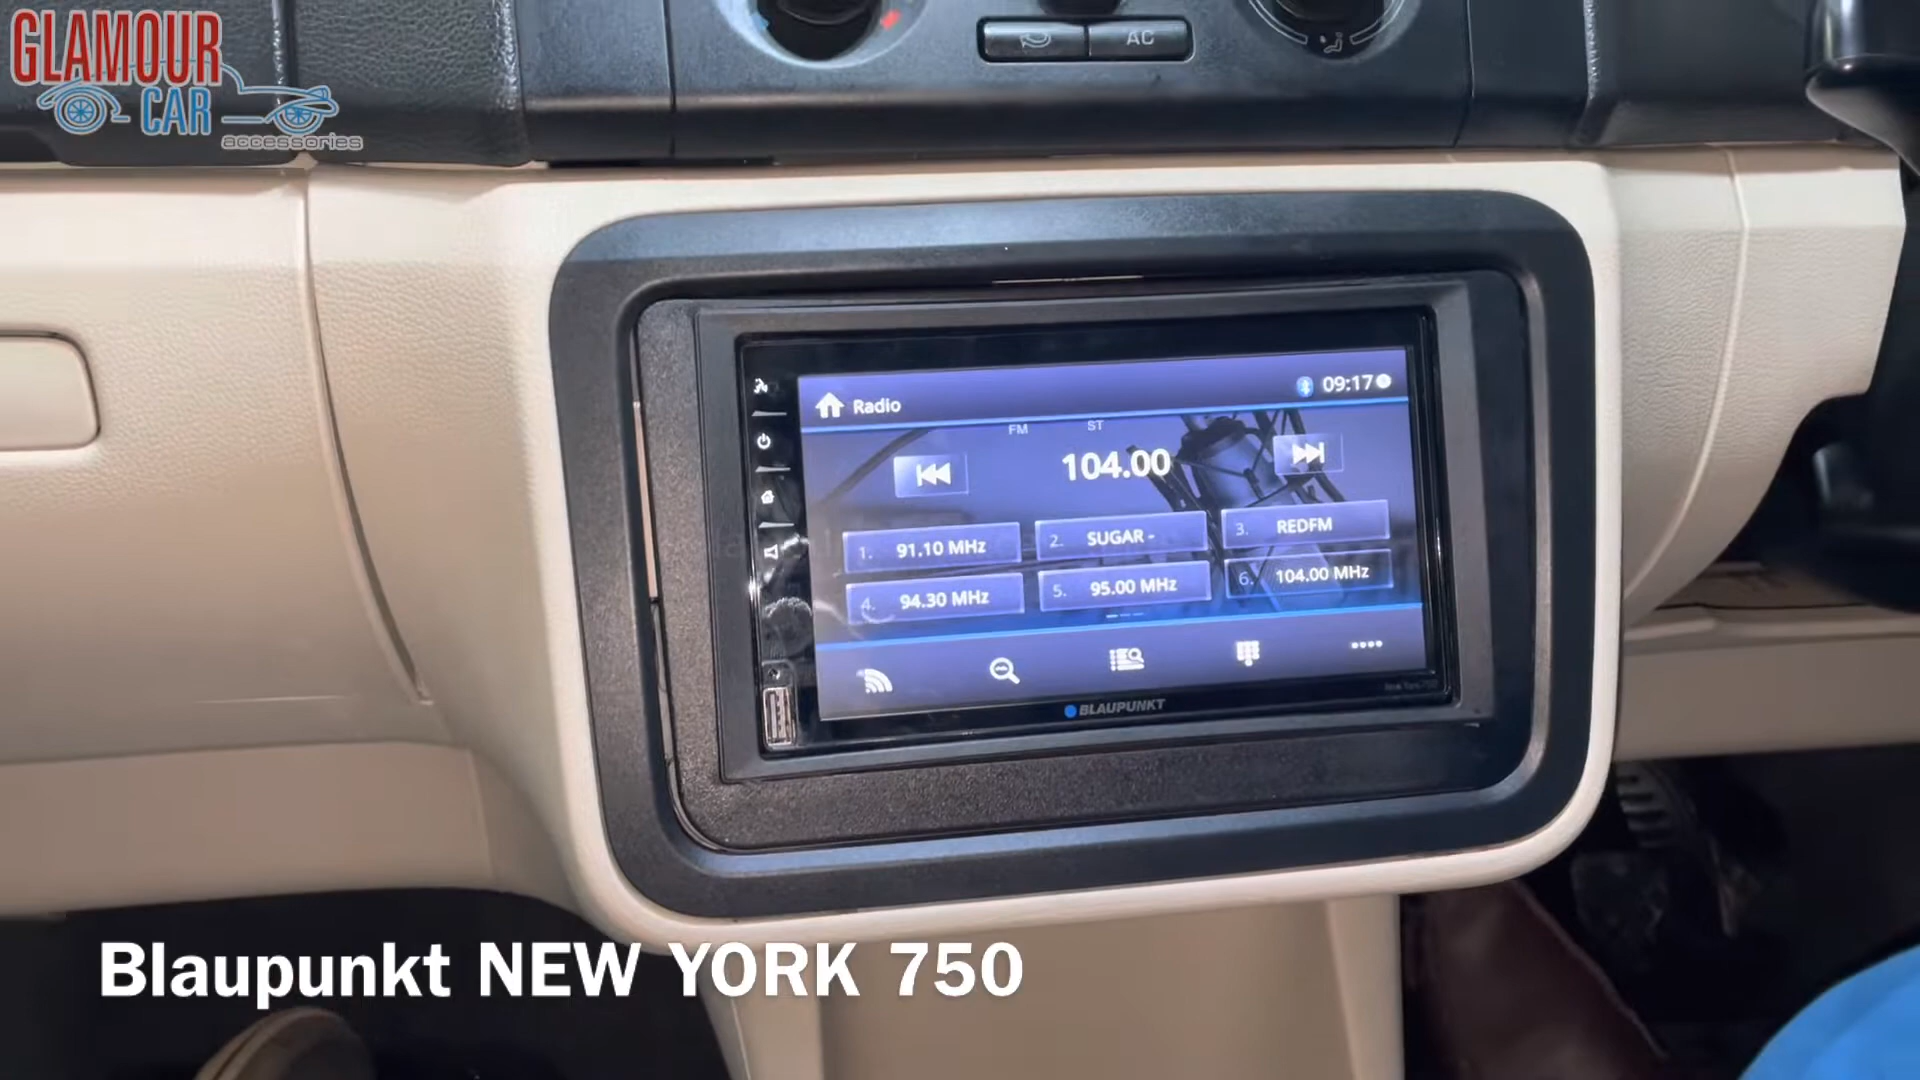 GLAMOUR
CAR
accessories
AC
Radio
09:17
FM
ST
104.00
1. 91.10 MHz
2. SUGAR -
3. REDFM
4. 94.30 MHz
5. 95.00 MHz
6. 104.00 MHz
BLAUPUNKT
Blaupunkt NEW YORK 750